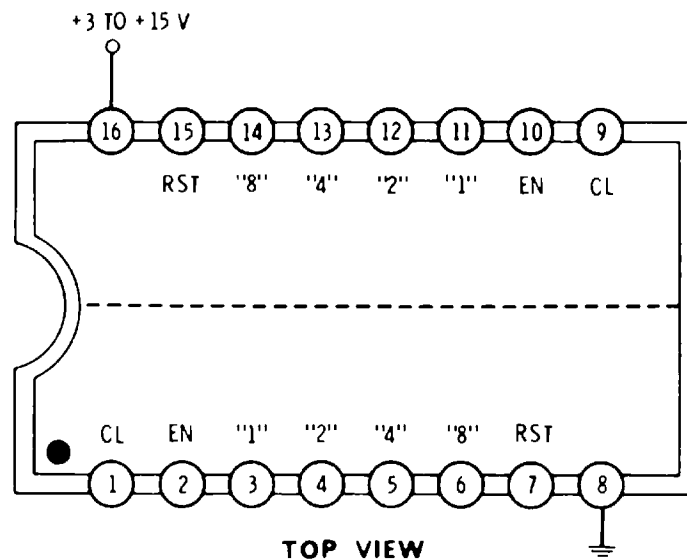 +3 TO +15 V
16 15 14 13 12 11 10 9
RST "8" "4" "2" "1" EN CL
CL EN "1" "2" "4" "8" RST
1 2 3 4 5 6 7 8
TOP VIEW